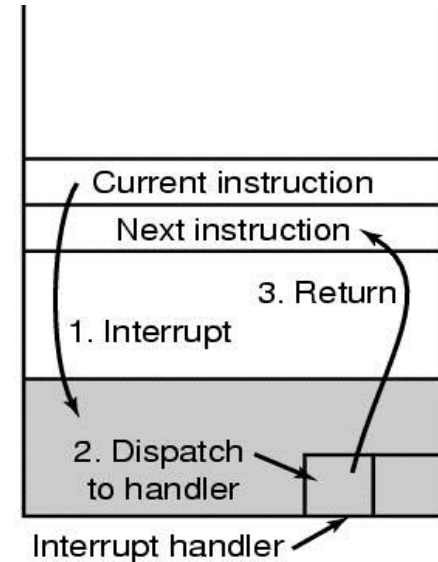 Current instruction
Next instruction
3. Return
1. Interrupt
2. Dispatch
to handler
Interrupt handler